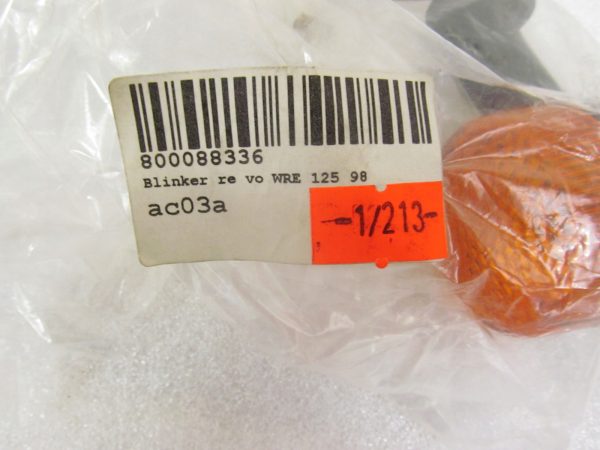 800088336
Blinker re vo WRE 125 98
ac03a
-1/213-